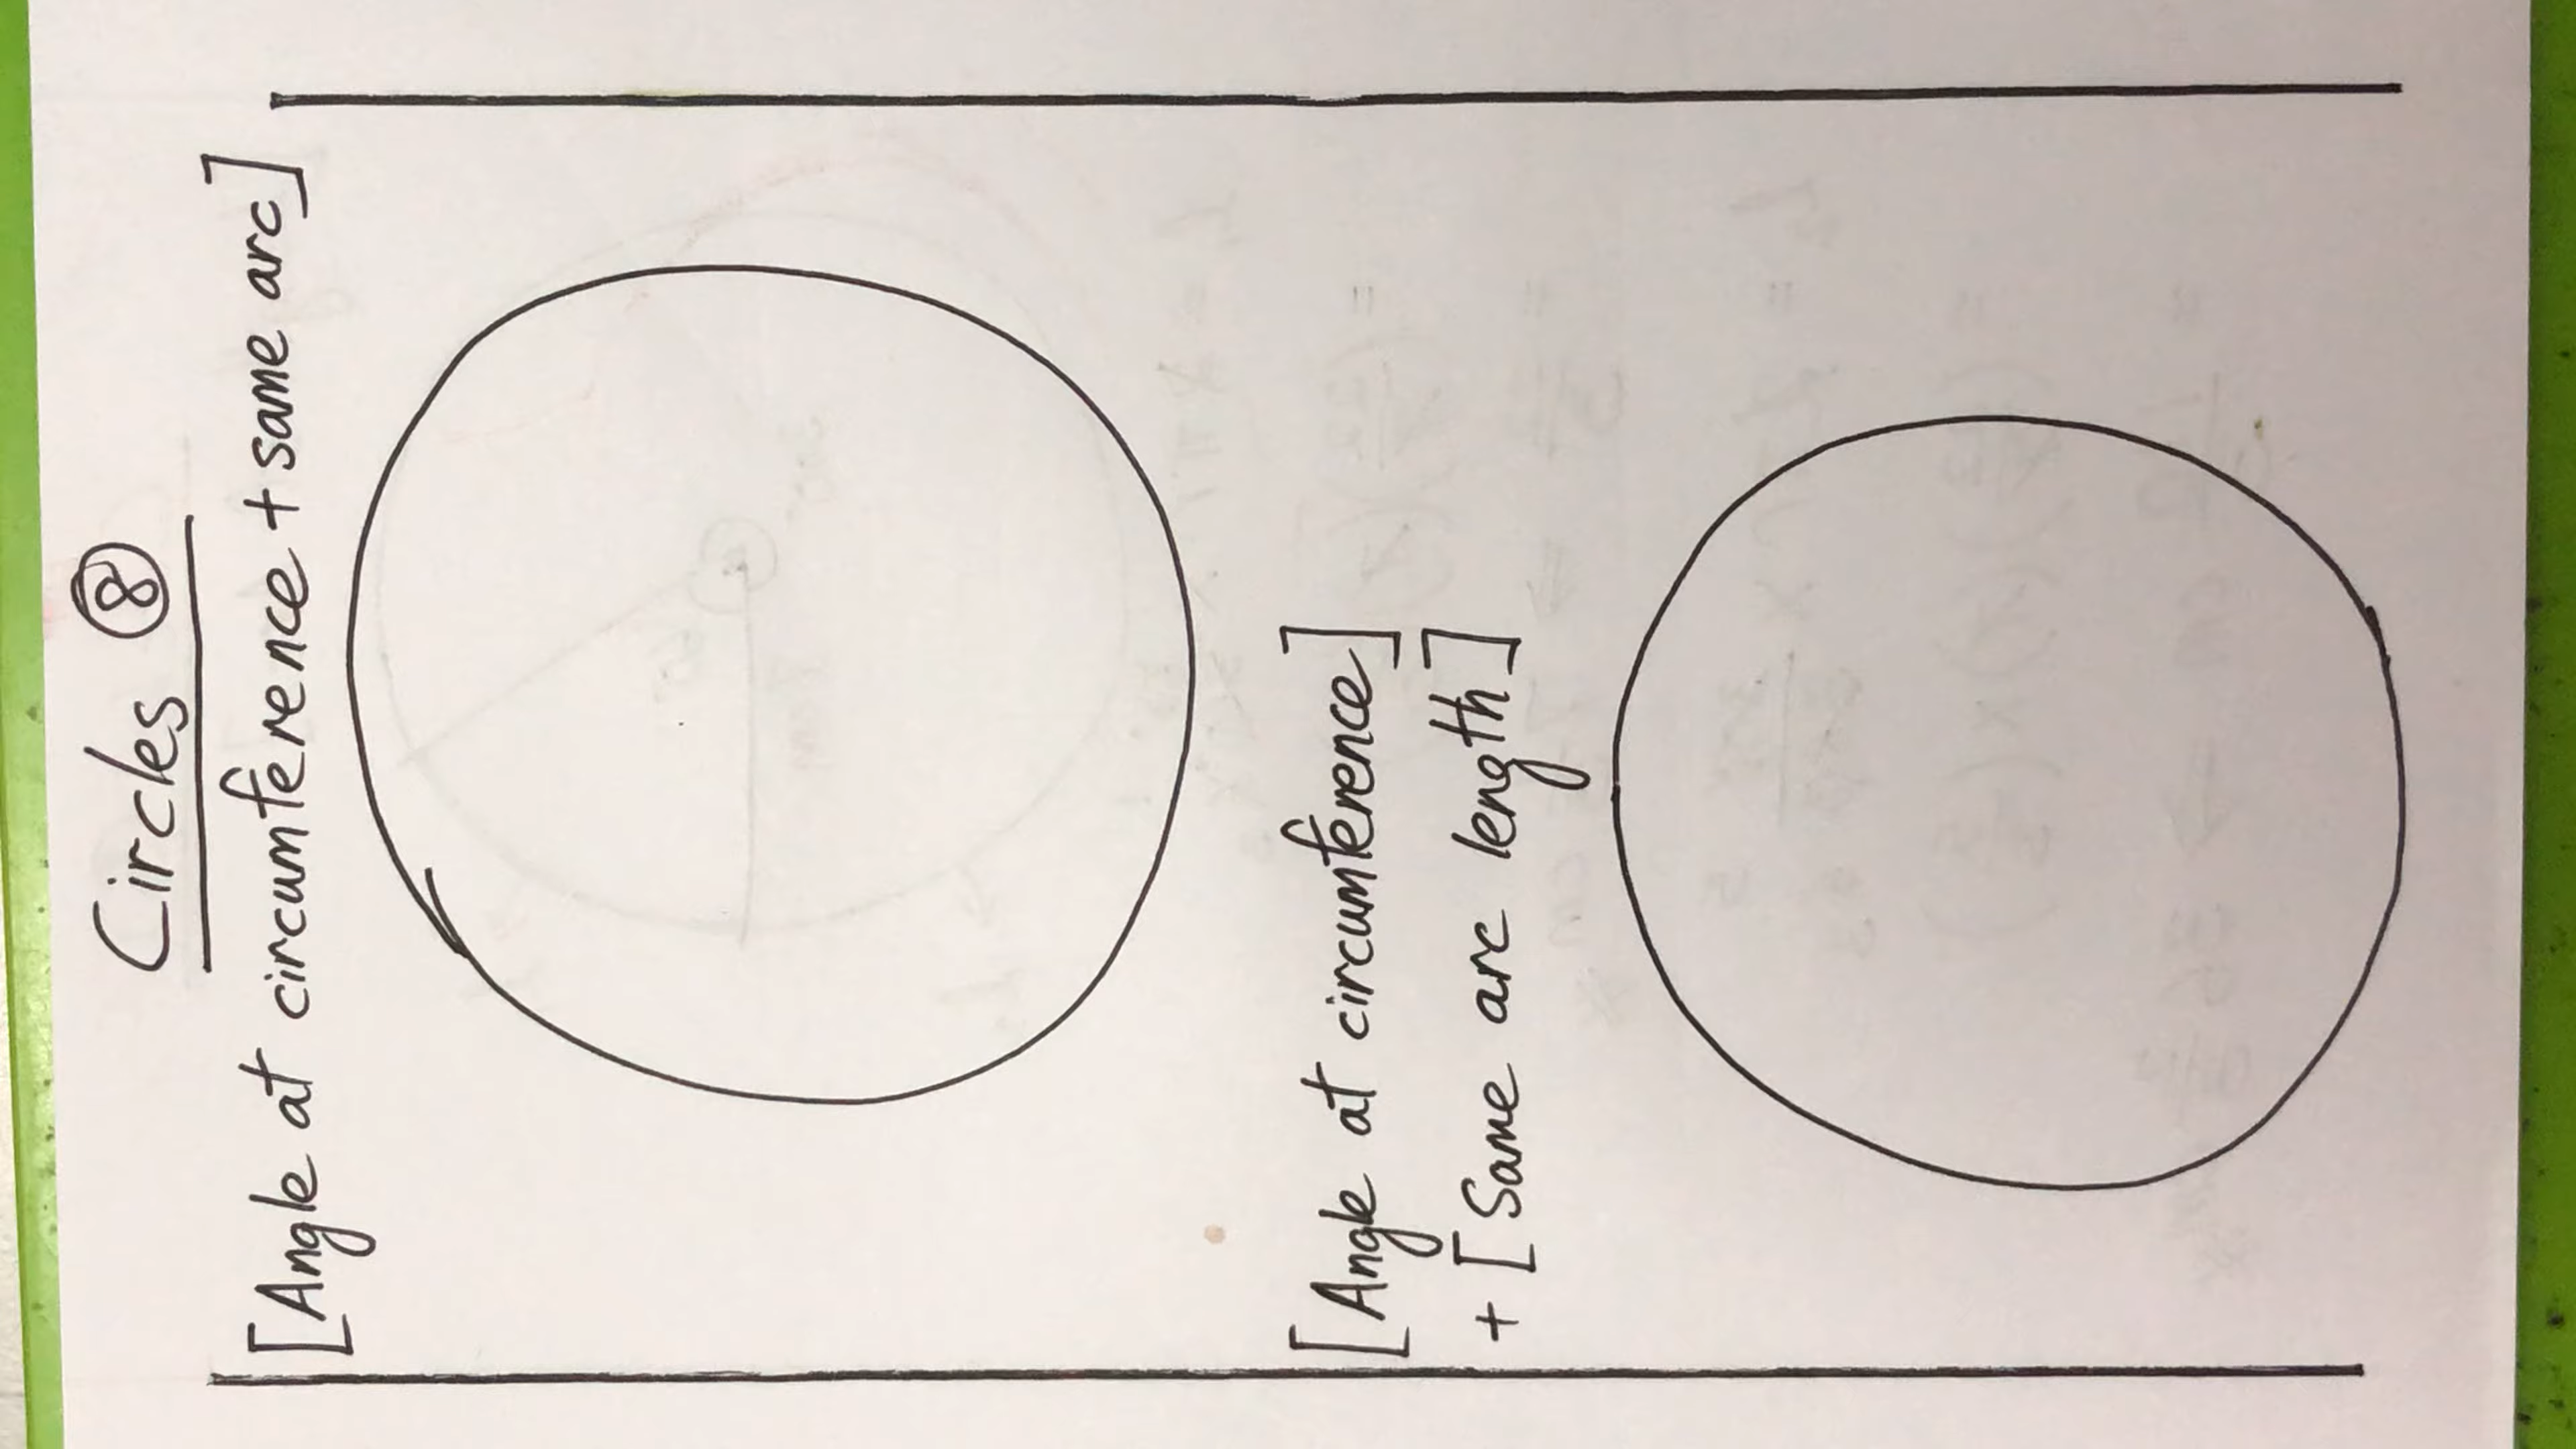 Circles ⑧
[Angle at circumference + same arc]
[Angle at circumference]
+ [Same arc length]